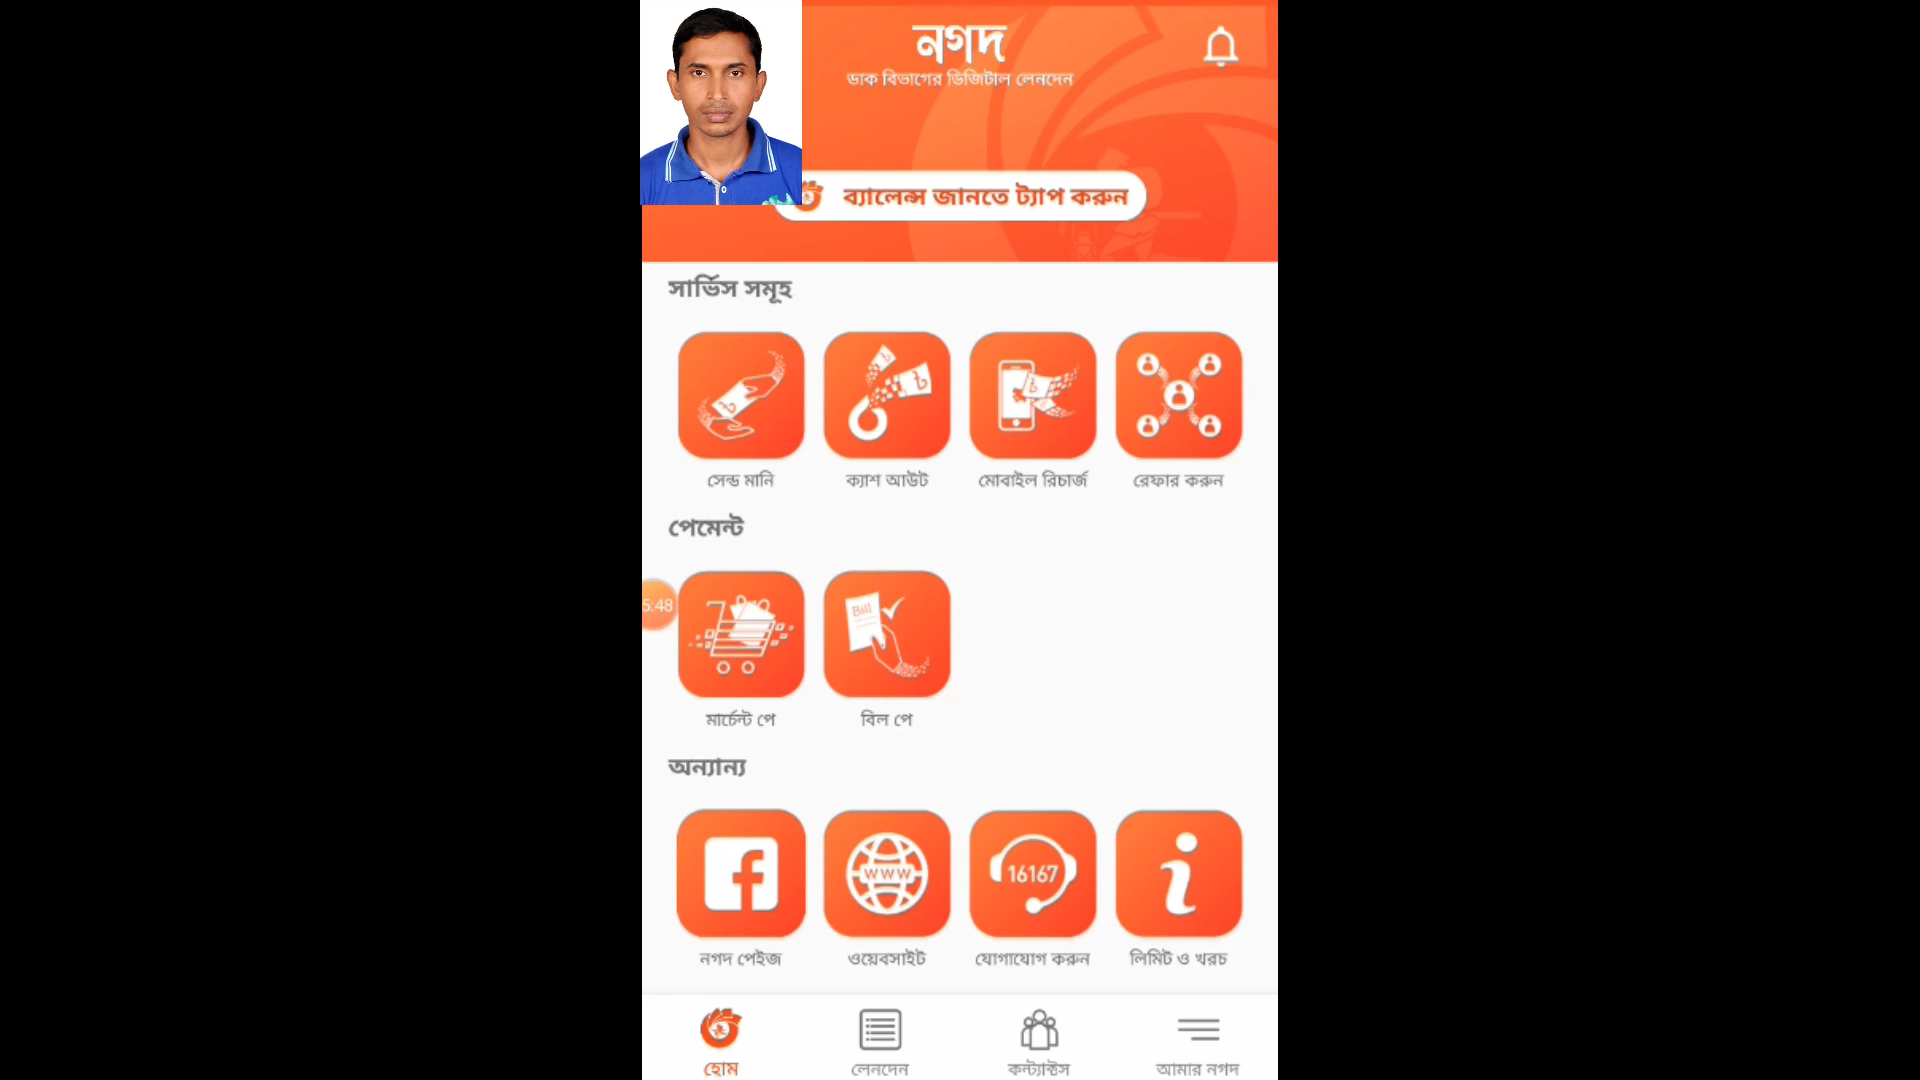 নগদ
ডাক বিভাগের ডিজিটাল লেনদেন
ব্যালেন্স জানতে ট্যাপ করুন
সার্ভিস সমূহ
সেন্ড মানি
ক্যাশ আউট
মোবাইল রিচার্জ
রেফার করুন
পেমেন্ট
5:48
Bill
মার্চেন্ট পে
বিল পে
অন্যান্য
www
16167
নগদ পেইজ
ওয়েবসাইট
যোগাযোগ করুন
লিমিট ও খরচ
হোম
লেনদেন
কন্ট্যাক্টস
আমার নগদ